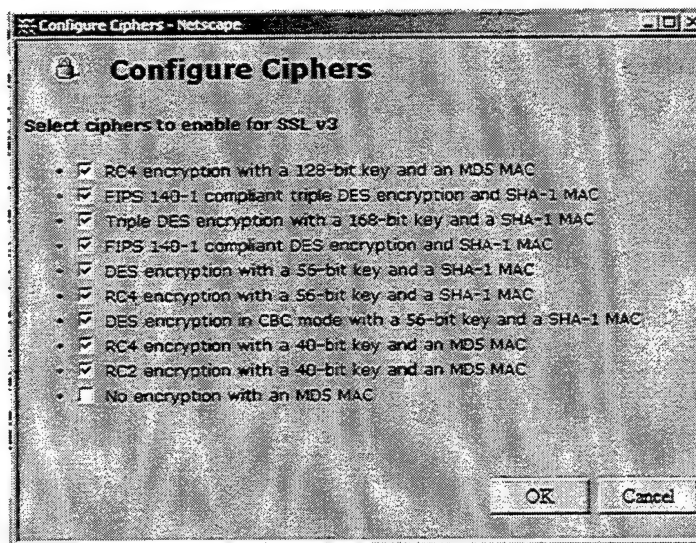 Configure Ciphers - Netscape
Configure Ciphers
Select ciphers to enable for SSL v3
RC4 encryption with a 128-bit key and an MD5 MAC
FIPS 140-1 compliant triple DES encryption and SHA-1 MAC
Triple DES encryption with a 168-bit key and a SHA-1 MAC
FIPS 140-1 compliant DES encryption and SHA-1 MAC
DES encryption with a 56-bit key and a SHA-1 MAC
RC4 encryption with a 56-bit key and a SHA-1 MAC
DES encryption in CBC mode with a 56-bit key and a SHA-1 MAC
RC4 encryption with a 40-bit key and an MD5 MAC
RC2 encryption with a 40-bit key and an MD5 MAC
No encryption with an MD5 MAC
OK Cancel